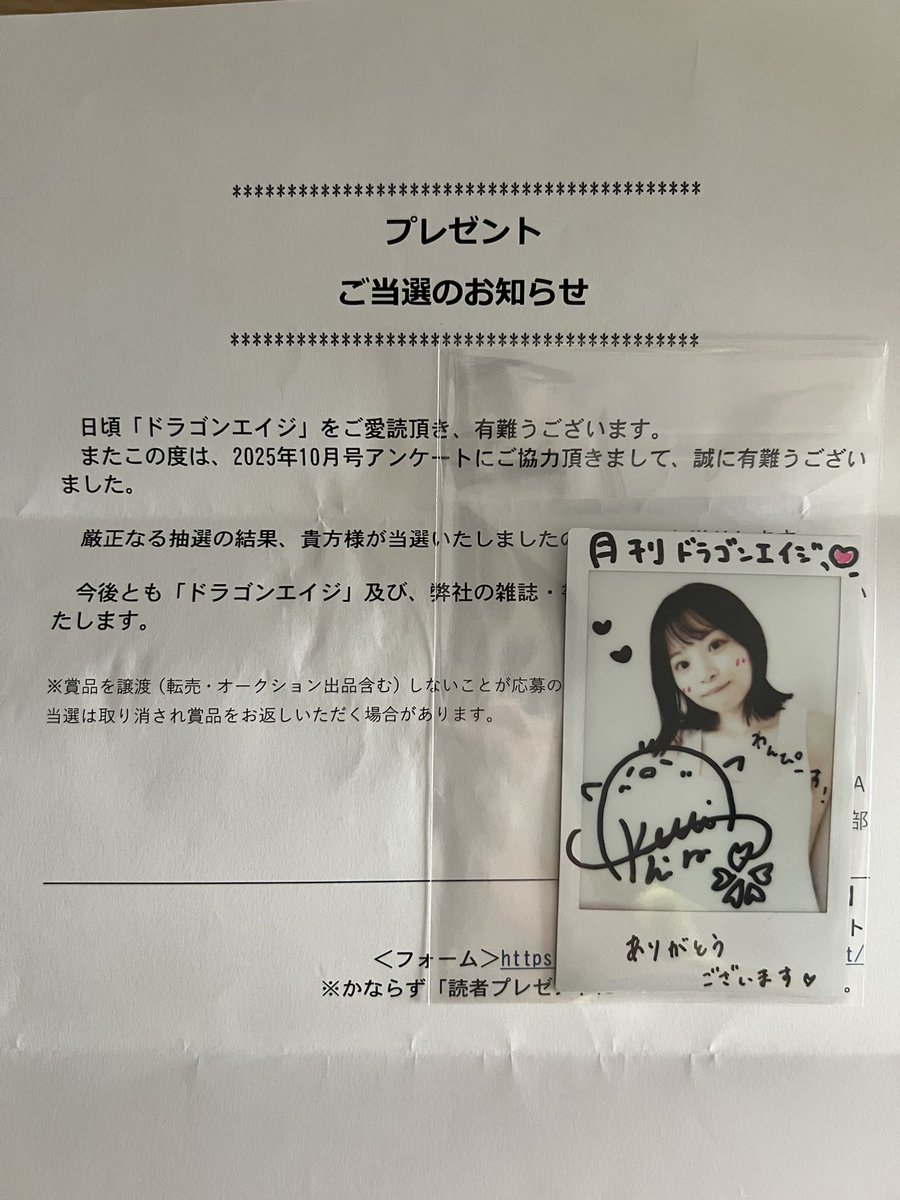 ******************************************
プレゼント
ご当選のお知らせ
******************************************
日頃「ドラゴンエイジ」をご愛読頂き、有難うございます。
またこの度は、2025年10月号アンケートにご協力頂きまして、誠に有難うござい
ました。
厳正なる抽選の結果、貴方様が当選いたしましたの
今後とも「ドラゴンエイジ」及び、弊社の雑誌・
たします。
※賞品を譲渡（転売・オークション出品含む）しないことが応募の
当選は取り消され賞品をお返しいただく場合があります。
A
部
ト
＜フォーム＞https
t/
※かならず「読者プレゼ
。
月刊ドラゴンエイジ
わんぴーす!
ありがとう
ございます